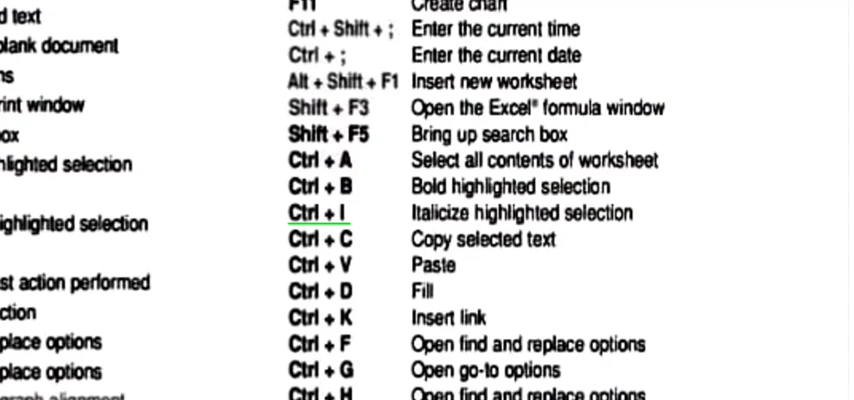 d text
lank document
ns
rint window
ox
hlighted selection
ighlighted selection
st action performed
ction
place options
place options
graph alignment
F11 Create chart
Ctrl + Shift + ; Enter the current time
Ctrl + ; Enter the current date
Alt + Shift + F1 Insert new worksheet
Shift + F3 Open the Excel® formula window
Shift + F5 Bring up search box
Ctrl + A Select all contents of worksheet
Ctrl + B Bold highlighted selection
Ctrl + I Italicize highlighted selection
Ctrl + C Copy selected text
Ctrl + V Paste
Ctrl + D Fill
Ctrl + K Insert link
Ctrl + F Open find and replace options
Ctrl + G Open go-to options
Ctrl + H Open find and replace options